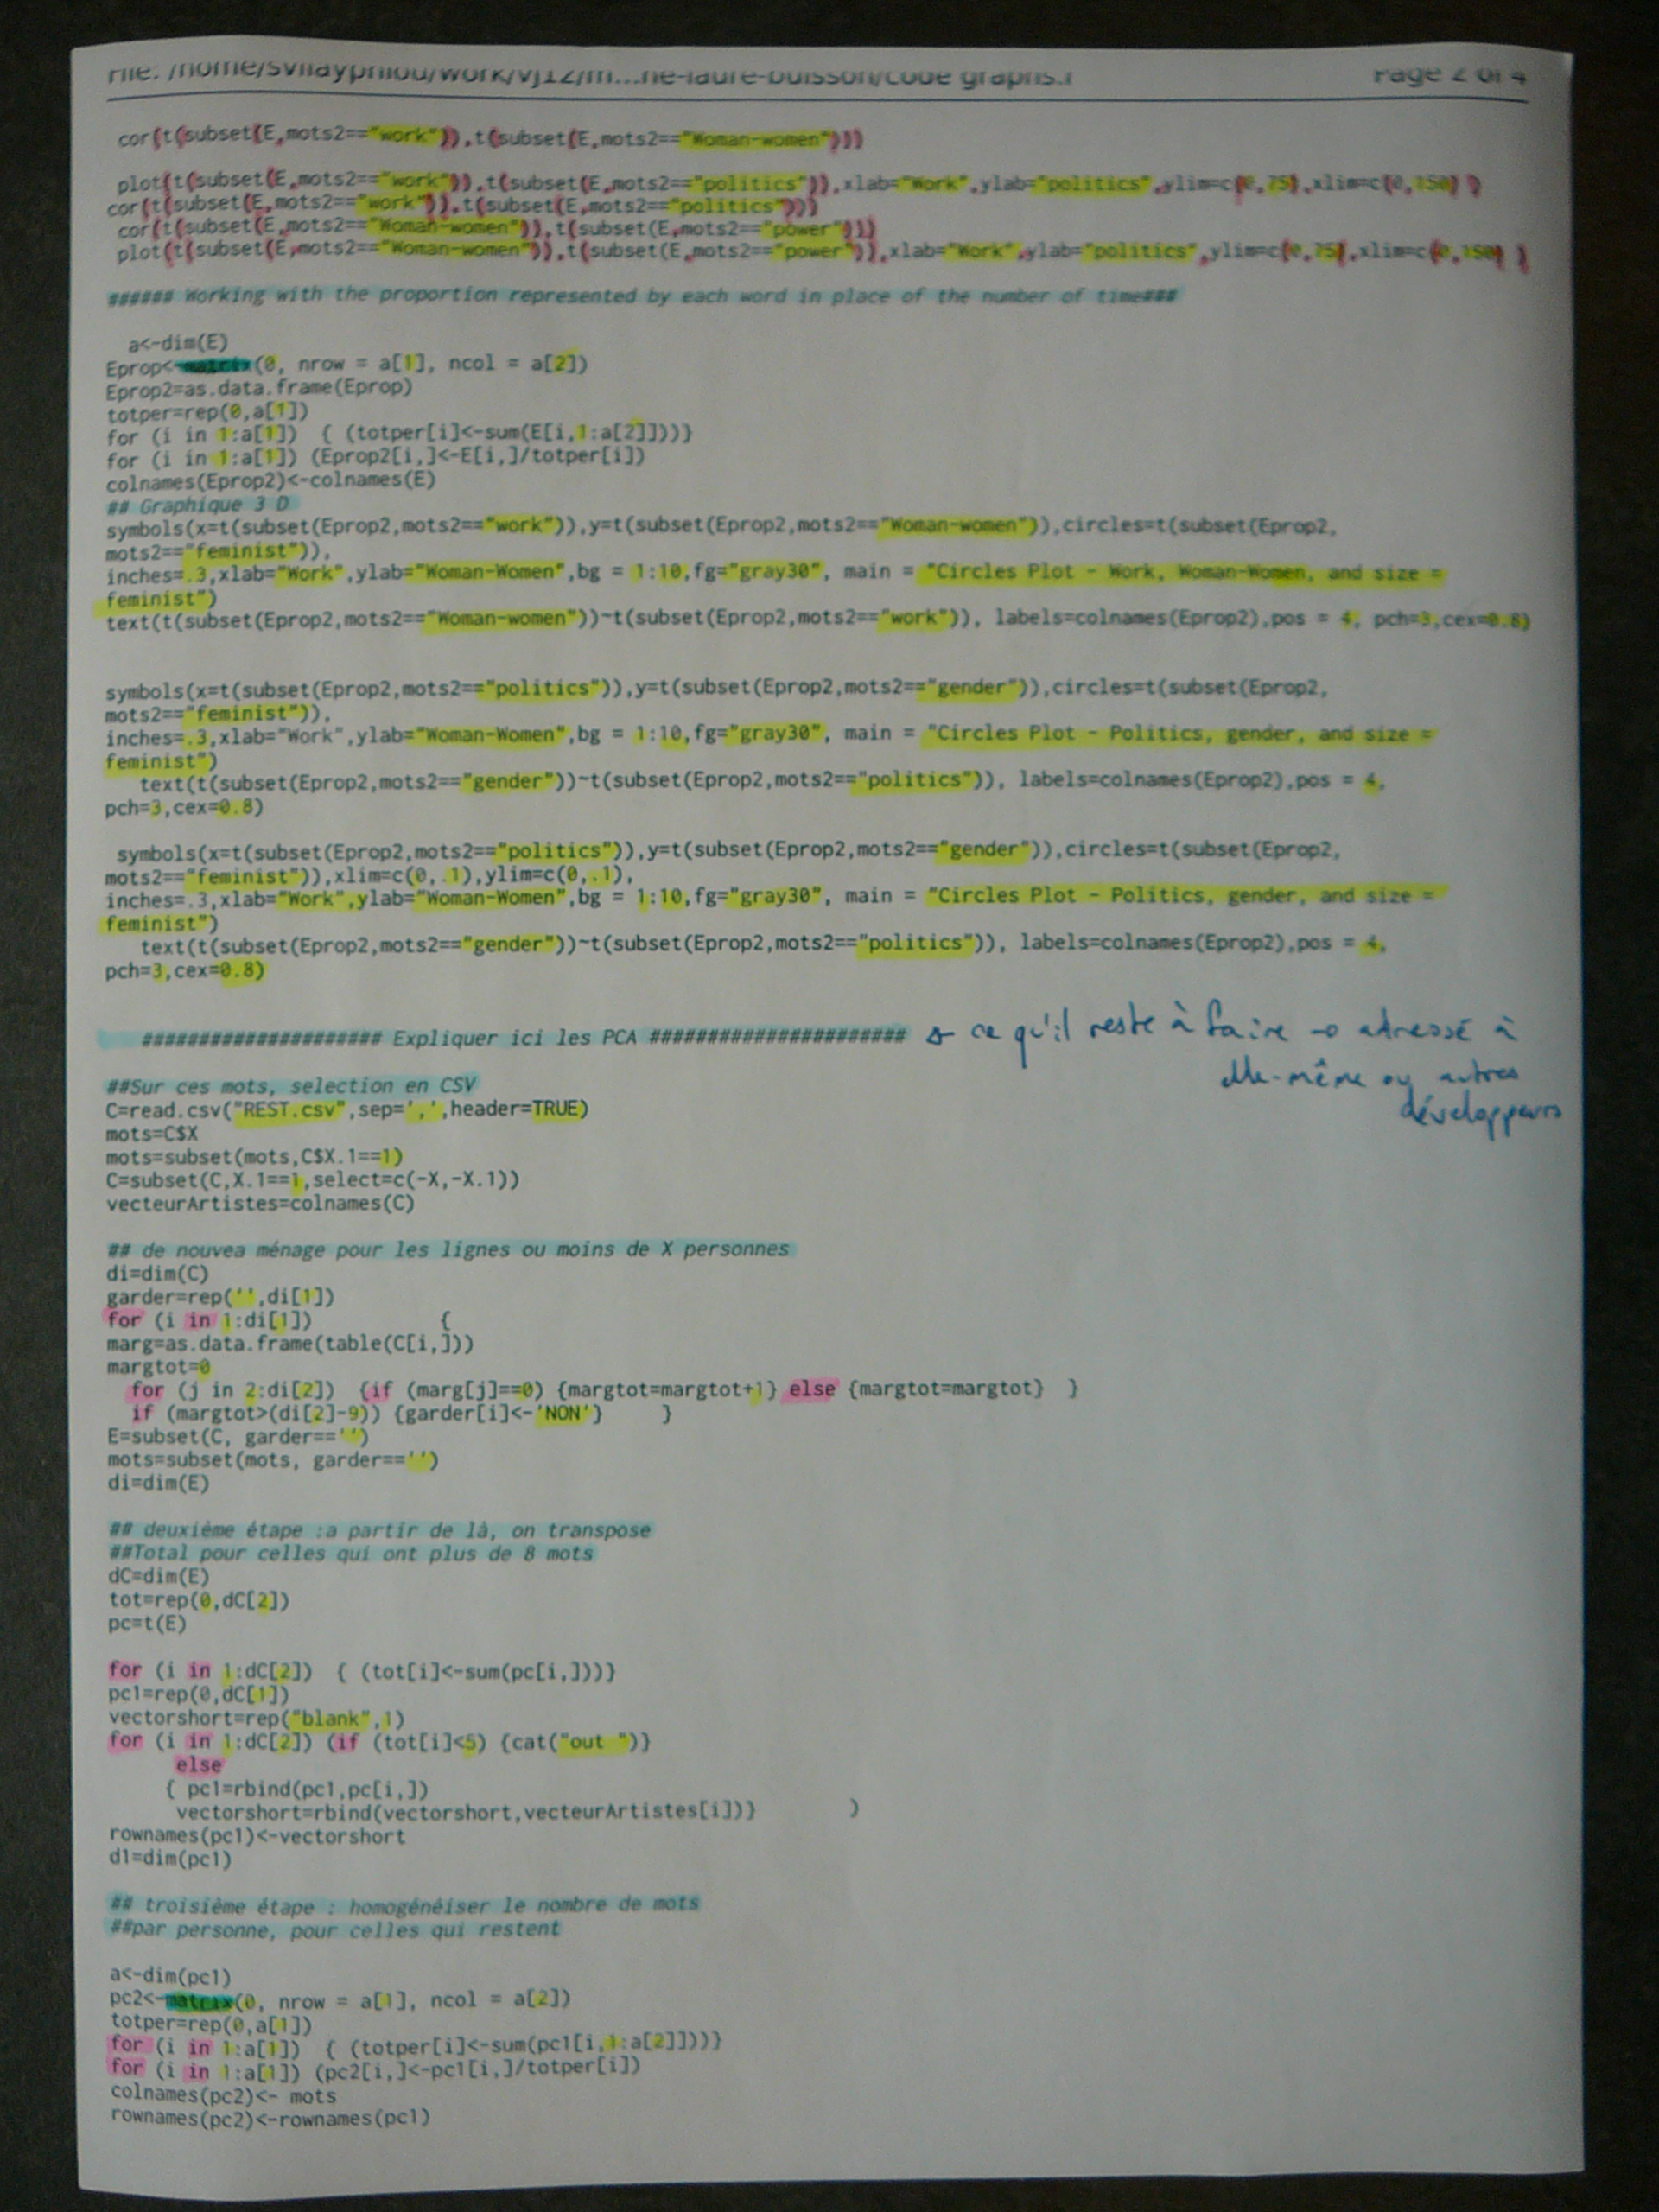 File: /home/svilayphiou/work/vj12/m...ne-laure-buisson/code graphs.r Page 2 of 4
cor(t(subset(E,mots2=="work")),t(subset(E,mots2=="Woman-women")))
plot(t(subset(E,mots2=="work")),t(subset(E,mots2=="politics")),xlab="Work",ylab="politics",ylim=c(0,75),xlim=c(0,150) )
cor(t(subset(E,mots2=="work")),t(subset(E,mots2=="politics")))
cor(t(subset(E,mots2=="Woman-women")),t(subset(E,mots2=="power")))
plot(t(subset(E,mots2=="Woman-women")),t(subset(E,mots2=="power")),xlab="Work",ylab="politics",ylim=c(0,75),xlim=c(0,150) )
###### Working with the proportion represented by each word in place of the number of time###
a<-dim(E)
Eprop<-matrix(0, nrow = a[1], ncol = a[2])
Eprop2=as.data.frame(Eprop)
totper=rep(0,a[1])
for (i in 1:a[1]) { (totper[i]<-sum(E[i,1:a[2]]))}
for (i in 1:a[1]) (Eprop2[i,]<-E[i,]/totper[i])
colnames(Eprop2)<-colnames(E)
## Graphique 3 D
symbols(x=t(subset(Eprop2,mots2=="work")),y=t(subset(Eprop2,mots2=="Woman-women")),circles=t(subset(Eprop2,
mots2=="feminist")),
inches=.3,xlab="Work",ylab="Woman-Women",bg = 1:10,fg="gray30", main = "Circles Plot - Work, Woman-Women, and size =
feminist")
text(t(subset(Eprop2,mots2=="Woman-women"))~t(subset(Eprop2,mots2=="work")), labels=colnames(Eprop2),pos = 4, pch=3,cex=0.8)
symbols(x=t(subset(Eprop2,mots2=="politics")),y=t(subset(Eprop2,mots2=="gender")),circles=t(subset(Eprop2,
mots2=="feminist")),
inches=.3,xlab="Work",ylab="Woman-Women",bg = 1:10,fg="gray30", main = "Circles Plot - Politics, gender, and size =
feminist")
text(t(subset(Eprop2,mots2=="gender"))~t(subset(Eprop2,mots2=="politics")), labels=colnames(Eprop2),pos = 4,
pch=3,cex=0.8)
symbols(x=t(subset(Eprop2,mots2=="politics")),y=t(subset(Eprop2,mots2=="gender")),circles=t(subset(Eprop2,
mots2=="feminist")),xlim=c(0,.1),ylim=c(0,.1),
inches=.3,xlab="Work",ylab="Woman-Women",bg = 1:10,fg="gray30", main = "Circles Plot - Politics, gender, and size =
feminist")
text(t(subset(Eprop2,mots2=="gender"))~t(subset(Eprop2,mots2=="politics")), labels=colnames(Eprop2),pos = 4,
pch=3,cex=0.8)
##################### Expliquer ici les PCA ####################### ce qu'il reste à faire → adressé à
elle-même ou autres
développeurs
##Sur ces mots, selection en CSV
C=read.csv("REST.csv",sep=',',header=TRUE)
mots=C$X
mots=subset(mots,C$X.1==1)
C=subset(C,X.1==1,select=c(-X,-X.1))
vecteurArtistes=colnames(C)
## de nouvea ménage pour les lignes ou moins de X personnes
di=dim(C)
garder=rep('',di[1])
for (i in 1:di[1]) {
marg=as.data.frame(table(C[i,]))
margtot=0
for (j in 2:di[2]) {if (marg[j]==0) {margtot=margtot+1} else {margtot=margtot} }
if (margtot>(di[2]-9)) {garder[i]<-'NON'} }
E=subset(C, garder=='')
mots=subset(mots, garder=='')
di=dim(E)
## deuxième étape :a partir de là, on transpose
##Total pour celles qui ont plus de 8 mots
dC=dim(E)
tot=rep(0,dC[2])
pc=t(E)
for (i in 1:dC[2]) { (tot[i]<-sum(pc[i,]))}
pc1=rep(0,dC[1])
vectorshort=rep("blank",1)
for (i in 1:dC[2]) (if (tot[i]<5) {cat("out ")}
else
{ pc1=rbind(pc1,pc[i,])
vectorshort=rbind(vectorshort,vecteurArtistes[i])} )
rownames(pc1)<-vectorshort
d1=dim(pc1)
## troisième étape : homogénéiser le nombre de mots
##par personne, pour celles qui restent
a<-dim(pc1)
pc2<-matrix(0, nrow = a[1], ncol = a[2])
totper=rep(0,a[1])
for (i in 1:a[1]) { (totper[i]<-sum(pc1[i,1:a[2]]))}
for (i in 1:a[1]) (pc2[i,]<-pc1[i,]/totper[i])
colnames(pc2)<- mots
rownames(pc2)<-rownames(pc1)